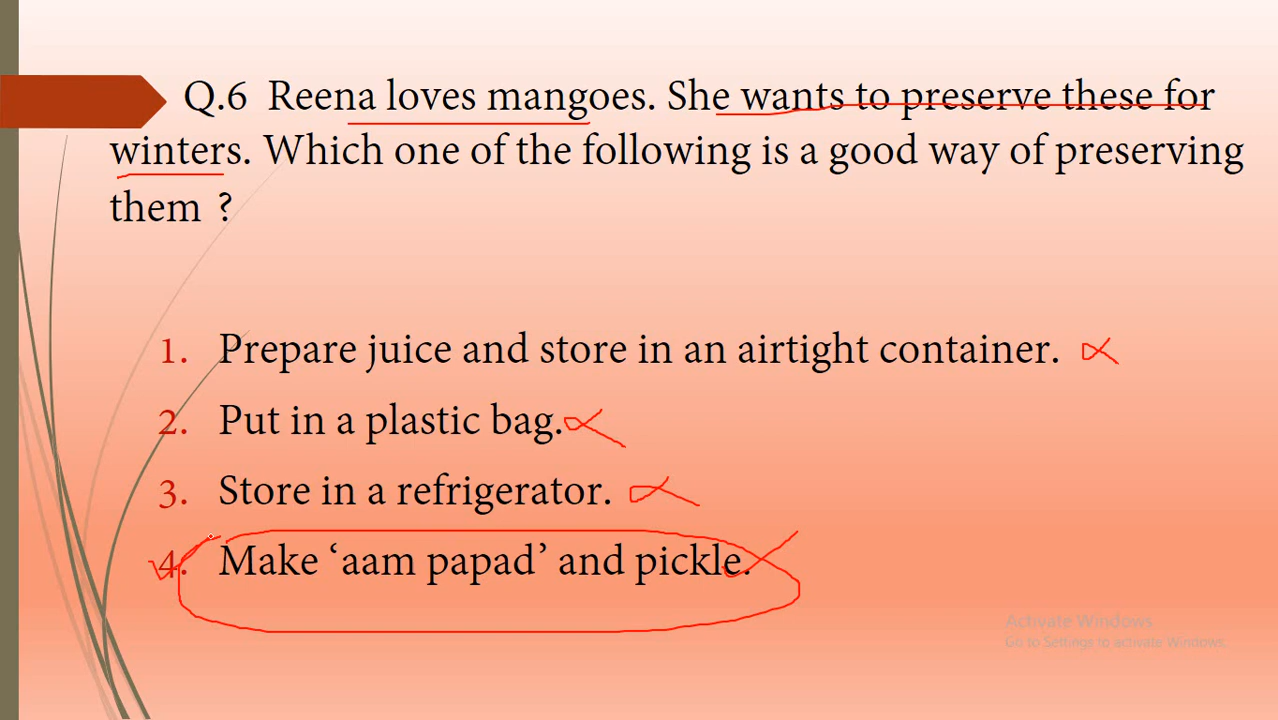 Q.6 Reena loves mangoes. She wants to preserve these for
winters. Which one of the following is a good way of preserving
them ?
1. Prepare juice and store in an airtight container.
2. Put in a plastic bag.
3. Store in a refrigerator.
4. Make ‘aam papad’ and pickle.
Activate Windows
Go to Settings to activate Windows.